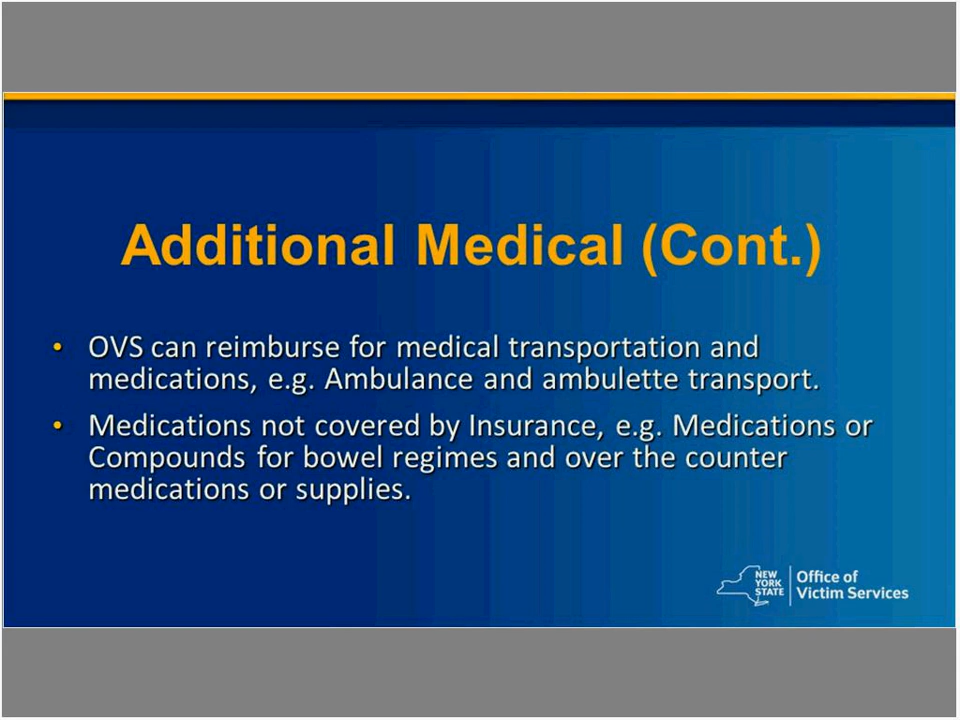 Additional Medical (Cont.)
• OVS can reimburse for medical transportation and
medications, e.g. Ambulance and ambulette transport.
• Medications not covered by Insurance, e.g. Medications or
Compounds for bowel regimes and over the counter
medications or supplies.
NEW
YORK
STATE
Office of
Victim Services